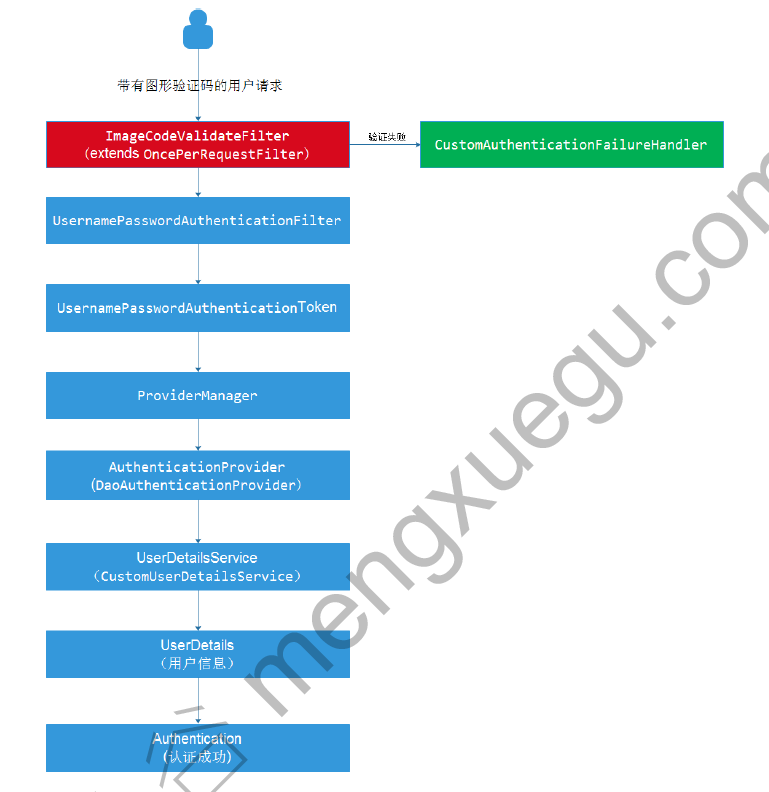 带有图形验证码的用户请求
ImageCodeValidateFilter
(extends OncePerRequestFilter)
验证失败
CustomAuthenticationFailureHandler
UsernamePasswordAuthenticationFilter
UsernamePasswordAuthenticationToken
ProviderManager
AuthenticationProvider
(DaoAuthenticationProvider)
UserDetailsService
（CustomUserDetailsService）
UserDetails
（用户信息）
Authentication
(认证成功)
谷 mengxuegu.com